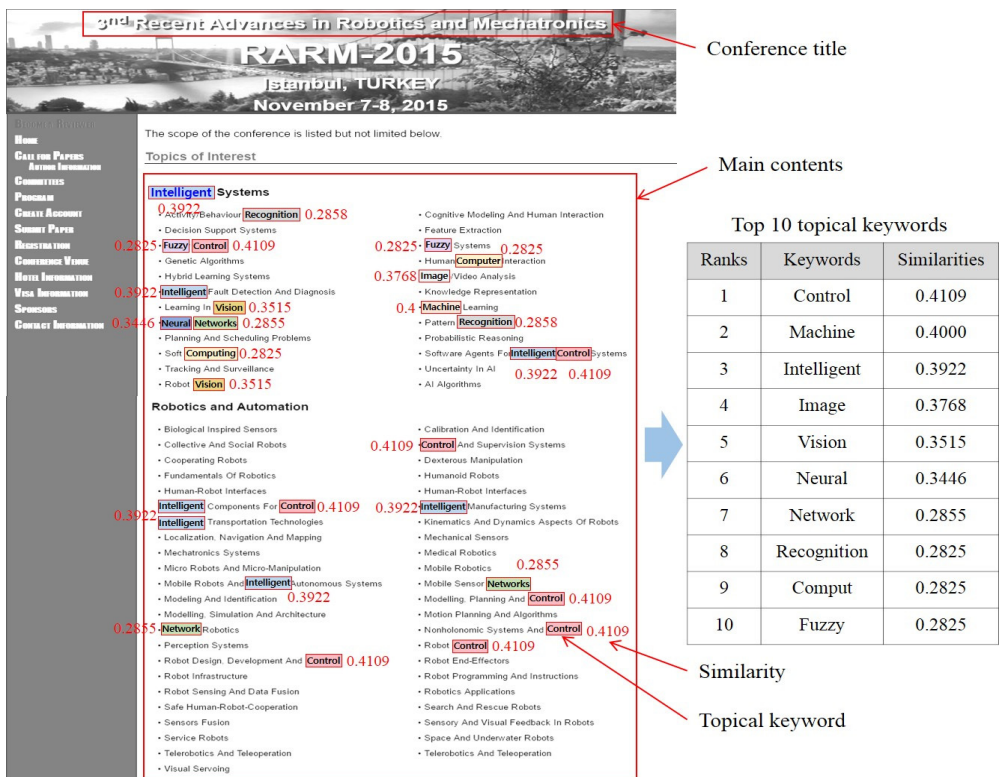 3nd Recent Advances in Robotics and Mechatronics
RARM-2015
Istanbul, TURKEY
November 7-8, 2015
Conference title
Home
Call for Papers
Author Information
Committees
Program
Create Account
Submit Paper
Registration
Conference Venue
Hotel Information
Visa Information
Sponsors
Contact Information
The scope of the conference is listed but not limited below.
Topics of Interest
Main contents
Intelligent Systems
0.3922
• Activity/Behaviour Recognition 0.2858
• Decision Support Systems
0.2825 • Fuzzy Control 0.4109
• Genetic Algorithms
• Hybrid Learning Systems
0.3922 Intelligent Fault Detection And Diagnosis
• Learning In Vision 0.3515
0.3446 Neural Networks 0.2855
• Planning And Scheduling Problems
• Soft Computing 0.2825
• Tracking And Surveillance
• Robot Vision 0.3515
• Cognitive Modeling And Human Interaction
• Feature Extraction
0.2825 • Fuzzy Systems 0.2825
• Human Computer Interaction
0.3768 Image/Video Analysis
• Knowledge Representation
0.4 • Machine Learning
• Pattern Recognition 0.2858
• Probabilistic Reasoning
• Software Agents For Intelligent Control Systems
• Uncertainty In AI 0.3922 0.4109
• AI Algorithms
Robotics and Automation
• Biological Inspired Sensors
• Collective And Social Robots
• Cooperating Robots
• Fundamentals Of Robotics
• Human-Robot Interfaces
Intelligent Components For Control 0.4109
0.3922 Intelligent Transportation Technologies
• Localization, Navigation And Mapping
• Mechatronics Systems
• Micro Robots And Micro-Manipulation
• Mobile Robots And Intelligent Autonomous Systems
• Modeling And Identification 0.3922
• Modelling, Simulation And Architecture
0.2855 • Network Robotics
• Perception Systems
• Robot Design, Development And Control 0.4109
• Robot Infrastructure
• Robot Sensing And Data Fusion
• Safe Human-Robot-Cooperation
• Sensors Fusion
• Service Robots
• Telerobotics And Teleoperation
• Visual Servoing
• Calibration And Identification
0.4109 • Control And Supervision Systems
• Dexterous Manipulation
• Humanoid Robots
• Human-Robot Interfaces
0.3922 Intelligent Manufacturing Systems
• Kinematics And Dynamics Aspects Of Robots
• Mechanical Sensors
• Medical Robotics
• Mobile Robotics 0.2855
• Mobile Sensor Networks
• Modelling, Planning And Control 0.4109
• Motion Planning And Algorithms
• Nonholonomic Systems And Control 0.4109
• Robot Control 0.4109
• Robot End-Effectors
• Robot Programming And Instructions
• Robotics Applications
• Search And Rescue Robots
• Sensory And Visual Feedback In Robots
• Space And Underwater Robots
• Telerobotics And Teleoperation
Similarity
Topical keyword
Top 10 topical keywords
Ranks Keywords Similarities
1 Control 0.4109
2 Machine 0.4000
3 Intelligent 0.3922
4 Image 0.3768
5 Vision 0.3515
6 Neural 0.3446
7 Network 0.2855
8 Recognition 0.2825
9 Comput 0.2825
10 Fuzzy 0.2825